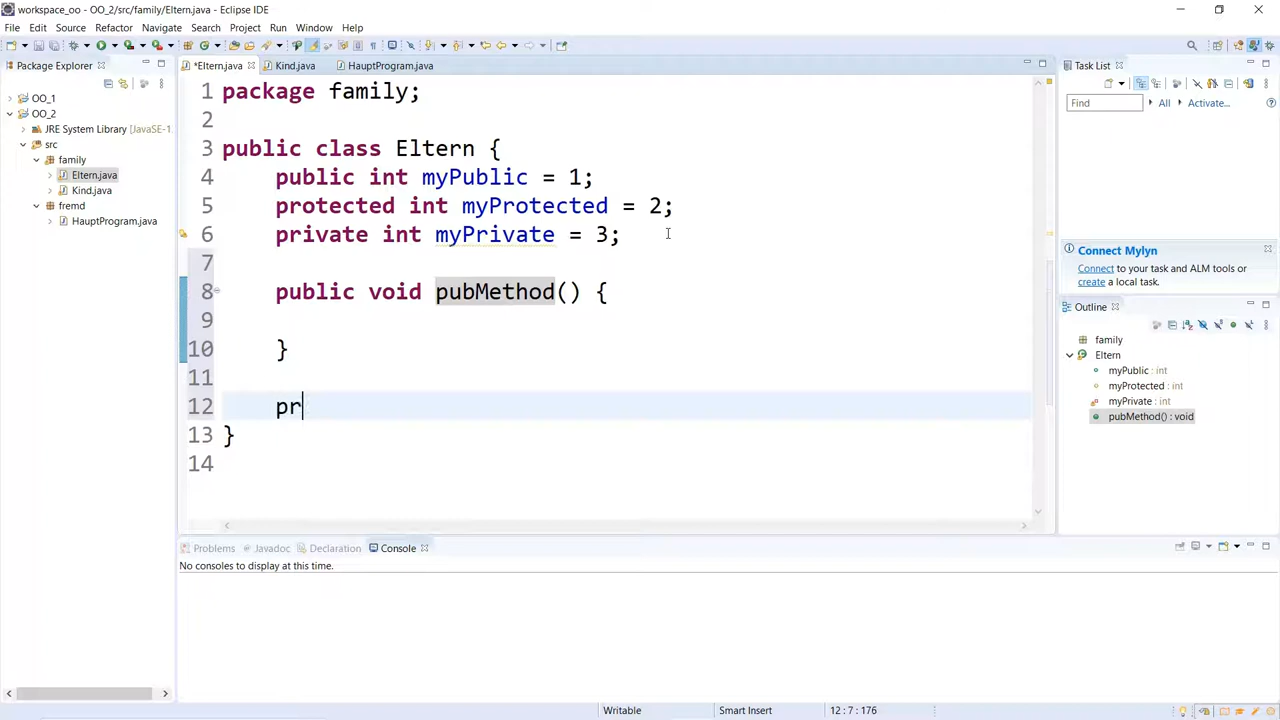 workspace_oo - OO_2/src/family/Eltern.java - Eclipse IDE
File Edit Source Refactor Navigate Search Project Run Window Help
Package Explorer
*Eltern.java Kind.java HauptProgram.java
Task List
OO_1
OO_2
JRE System Library [JavaSE-1.
src
family
Eltern.java
Kind.java
fremd
HauptProgram.java
1 package family;
2
3 public class Eltern {
4 public int myPublic = 1;
5 protected int myProtected = 2;
6 private int myPrivate = 3;
7
8 public void pubMethod() {
9
10 }
11
12 pr
13 }
14
Find All Activate...
Connect Mylyn
Connect to your task and ALM tools or
create a local task.
Outline
family
Eltern
myPublic : int
myProtected : int
myPrivate : int
pubMethod() : void
Problems Javadoc Declaration Console
No consoles to display at this time.
Writable Smart Insert 12 : 7 : 176